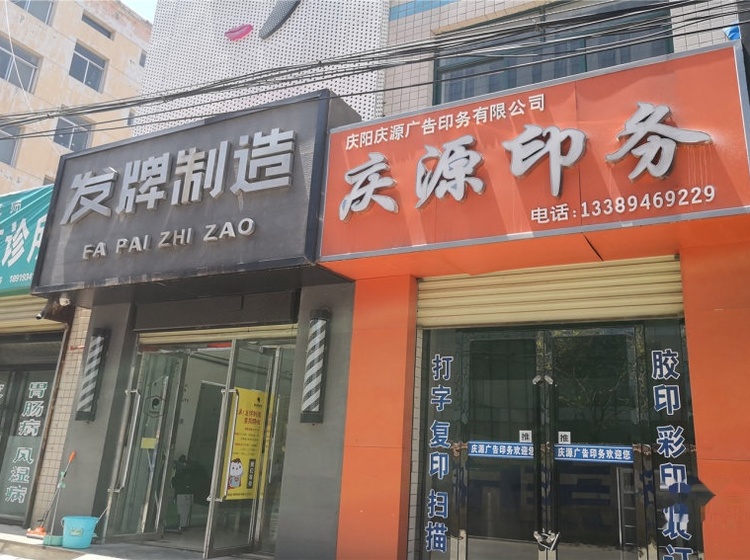 发牌制造
FA PAI ZHI ZAO
庆阳庆源广告印务有限公司
庆源印务
电话:13389469229
胃肠病
风湿病
打字复印扫描
推
推
庆源广告印务欢迎您
庆源广告印务欢迎您
胶印彩印装订